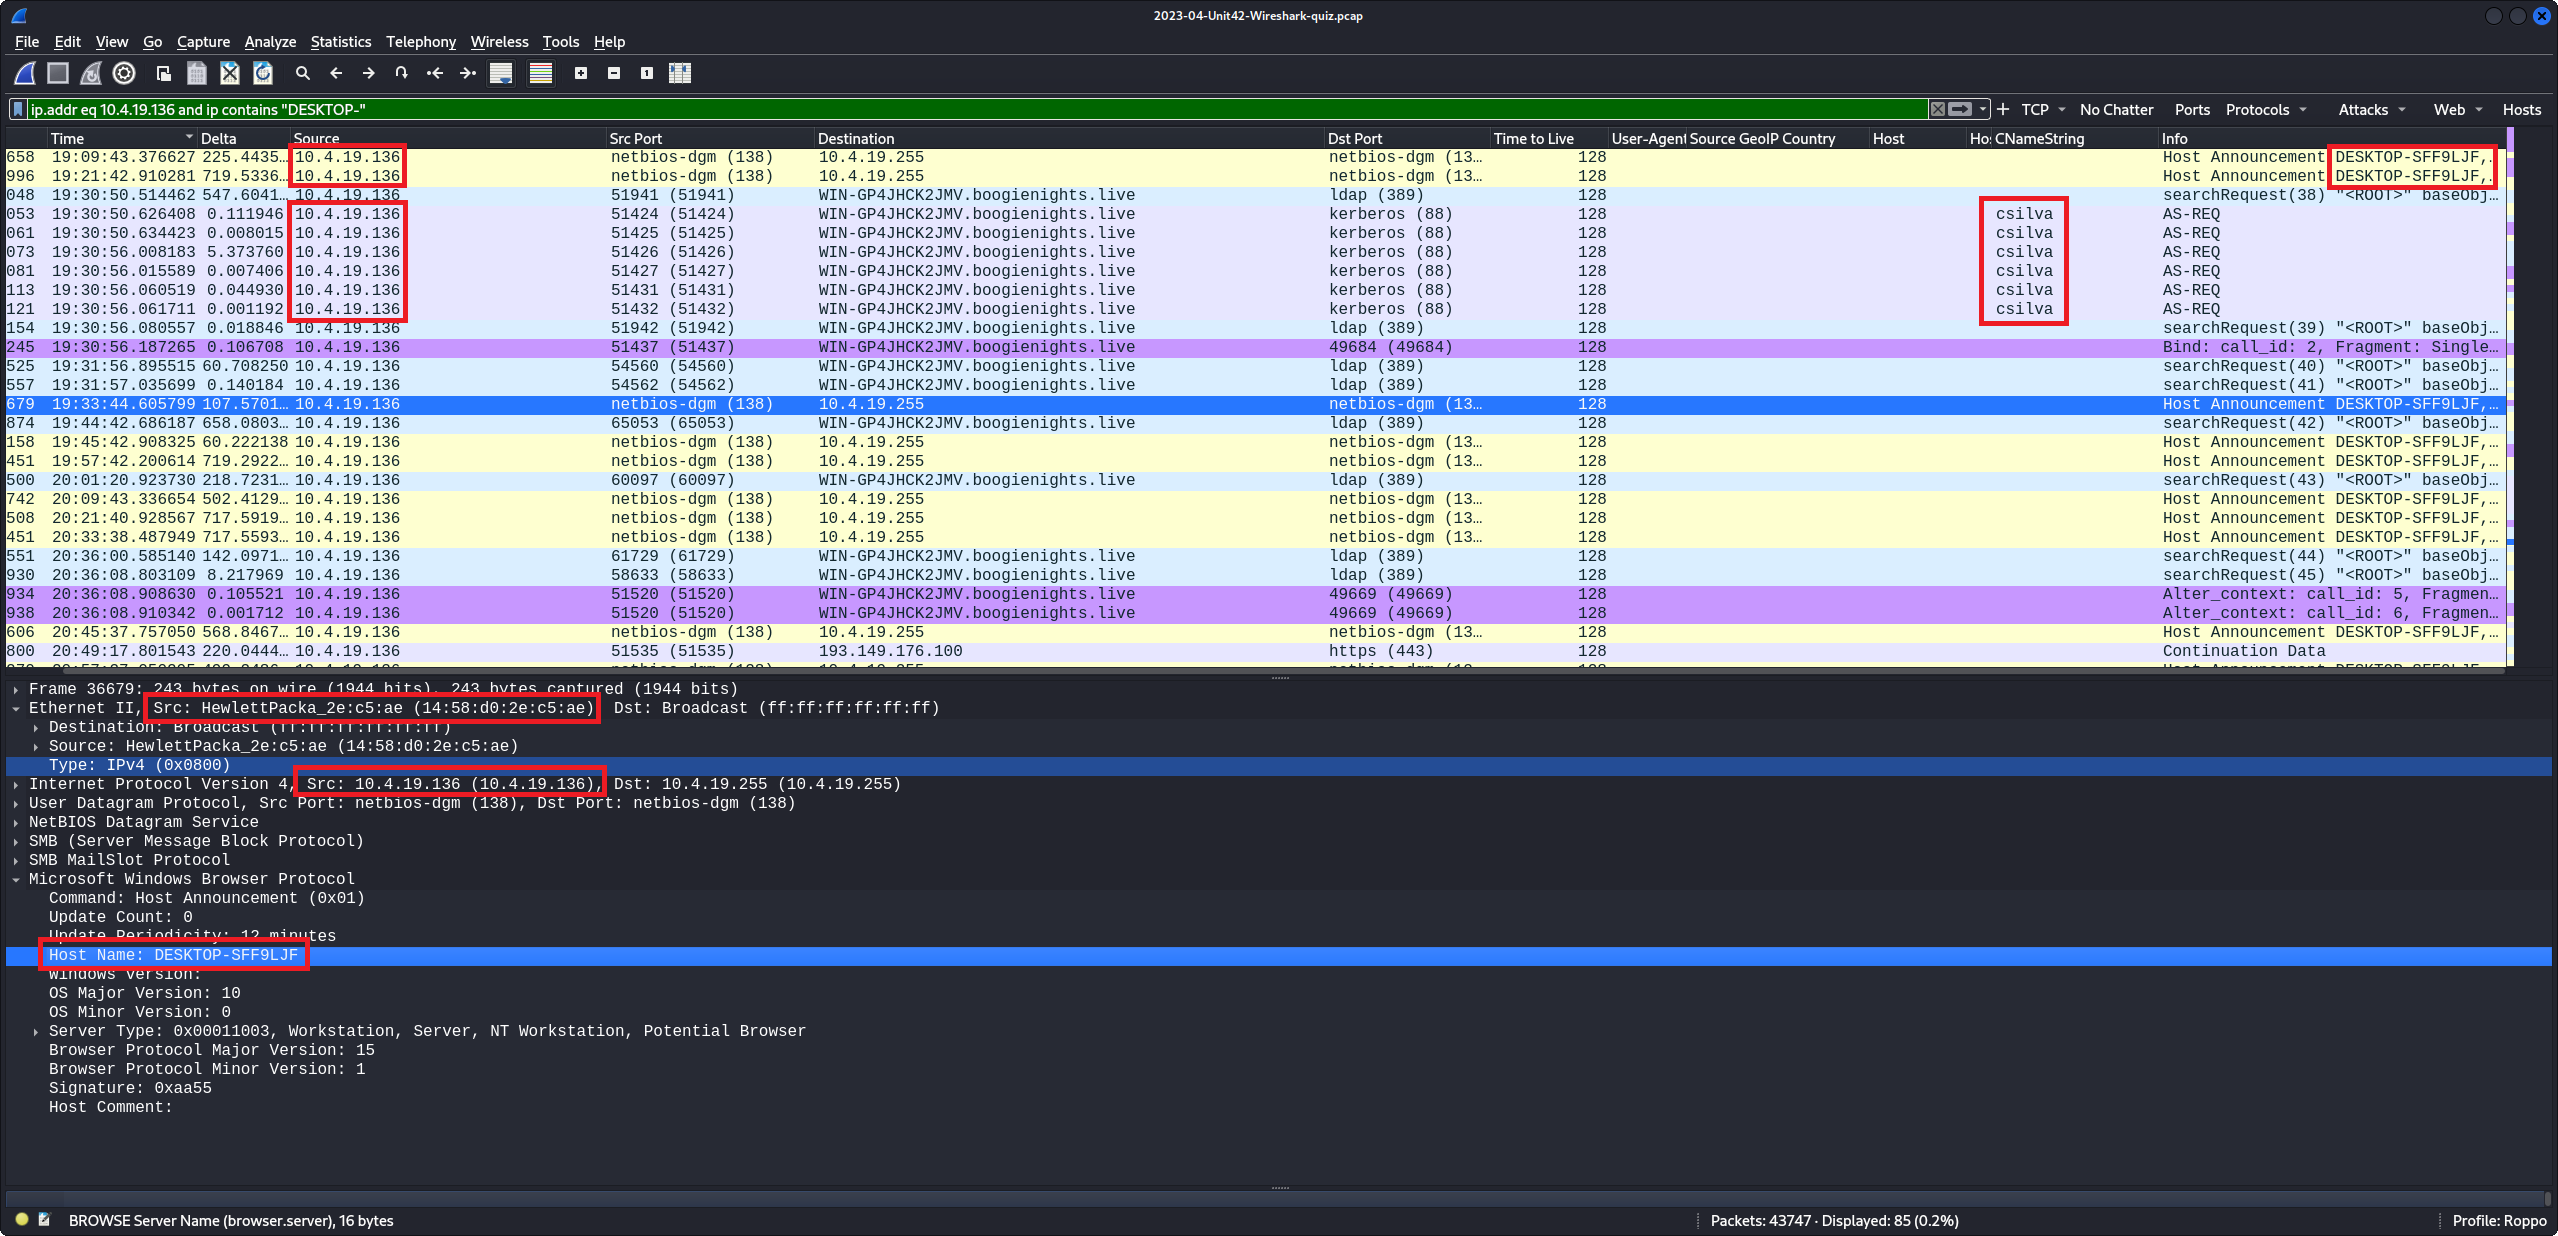 2023-04-Unit42-Wireshark-quiz.pcap
File Edit View Go Capture Analyze Statistics Telephony Wireless Tools Help
ip.addr eq 10.4.19.136 and ip contains "DESKTOP-" TCP No Chatter Ports Protocols Attacks Web Hosts
Time Delta Source Src Port Destination Dst Port Time to Live User-Agent Source GeoIP Country Host Hos CNameString Info
658 19:09:43.376627 225.4435… 10.4.19.136 netbios-dgm (138) 10.4.19.255 netbios-dgm (13… 128 Host Announcement DESKTOP-SFF9LJF,…
996 19:21:42.910281 719.5336… 10.4.19.136 netbios-dgm (138) 10.4.19.255 netbios-dgm (13… 128 Host Announcement DESKTOP-SFF9LJF,…
048 19:30:50.514462 547.6041… 10.4.19.136 51941 (51941) WIN-GP4JHCK2JMV.boogienights.live ldap (389) 128 searchRequest(38) "<ROOT>" baseObj…
053 19:30:50.626408 0.111946 10.4.19.136 51424 (51424) WIN-GP4JHCK2JMV.boogienights.live kerberos (88) 128 csilva AS-REQ
061 19:30:50.634423 0.008015 10.4.19.136 51425 (51425) WIN-GP4JHCK2JMV.boogienights.live kerberos (88) 128 csilva AS-REQ
073 19:30:56.008183 5.373760 10.4.19.136 51426 (51426) WIN-GP4JHCK2JMV.boogienights.live kerberos (88) 128 csilva AS-REQ
081 19:30:56.015589 0.007406 10.4.19.136 51427 (51427) WIN-GP4JHCK2JMV.boogienights.live kerberos (88) 128 csilva AS-REQ
113 19:30:56.060519 0.044930 10.4.19.136 51431 (51431) WIN-GP4JHCK2JMV.boogienights.live kerberos (88) 128 csilva AS-REQ
121 19:30:56.061711 0.001192 10.4.19.136 51432 (51432) WIN-GP4JHCK2JMV.boogienights.live kerberos (88) 128 csilva AS-REQ
154 19:30:56.080557 0.018846 10.4.19.136 51942 (51942) WIN-GP4JHCK2JMV.boogienights.live ldap (389) 128 searchRequest(39) "<ROOT>" baseObj…
245 19:30:56.187265 0.106708 10.4.19.136 51437 (51437) WIN-GP4JHCK2JMV.boogienights.live 49684 (49684) 128 Bind: call_id: 2, Fragment: Single…
525 19:31:56.895515 60.708250 10.4.19.136 54560 (54560) WIN-GP4JHCK2JMV.boogienights.live ldap (389) 128 searchRequest(40) "<ROOT>" baseObj…
557 19:31:57.035699 0.140184 10.4.19.136 54562 (54562) WIN-GP4JHCK2JMV.boogienights.live ldap (389) 128 searchRequest(41) "<ROOT>" baseObj…
679 19:33:44.605799 107.5701… 10.4.19.136 netbios-dgm (138) 10.4.19.255 netbios-dgm (13… 128 Host Announcement DESKTOP-SFF9LJF,…
874 19:44:42.686187 658.0803… 10.4.19.136 65053 (65053) WIN-GP4JHCK2JMV.boogienights.live ldap (389) 128 searchRequest(42) "<ROOT>" baseObj…
158 19:45:42.908325 60.222138 10.4.19.136 netbios-dgm (138) 10.4.19.255 netbios-dgm (13… 128 Host Announcement DESKTOP-SFF9LJF,…
451 19:57:42.200614 719.2922… 10.4.19.136 netbios-dgm (138) 10.4.19.255 netbios-dgm (13… 128 Host Announcement DESKTOP-SFF9LJF,…
500 20:01:20.923730 218.7231… 10.4.19.136 60097 (60097) WIN-GP4JHCK2JMV.boogienights.live ldap (389) 128 searchRequest(43) "<ROOT>" baseObj…
742 20:09:43.336654 502.4129… 10.4.19.136 netbios-dgm (138) 10.4.19.255 netbios-dgm (13… 128 Host Announcement DESKTOP-SFF9LJF,…
508 20:21:40.928567 717.5919… 10.4.19.136 netbios-dgm (138) 10.4.19.255 netbios-dgm (13… 128 Host Announcement DESKTOP-SFF9LJF,…
451 20:33:38.487949 717.5593… 10.4.19.136 netbios-dgm (138) 10.4.19.255 netbios-dgm (13… 128 Host Announcement DESKTOP-SFF9LJF,…
551 20:36:00.585140 142.0971… 10.4.19.136 61729 (61729) WIN-GP4JHCK2JMV.boogienights.live ldap (389) 128 searchRequest(44) "<ROOT>" baseObj…
930 20:36:08.803109 8.217969 10.4.19.136 58633 (58633) WIN-GP4JHCK2JMV.boogienights.live ldap (389) 128 searchRequest(45) "<ROOT>" baseObj…
934 20:36:08.908630 0.105521 10.4.19.136 51520 (51520) WIN-GP4JHCK2JMV.boogienights.live 49669 (49669) 128 Alter_context: call_id: 5, Fragmen…
938 20:36:08.910342 0.001712 10.4.19.136 51520 (51520) WIN-GP4JHCK2JMV.boogienights.live 49669 (49669) 128 Alter_context: call_id: 6, Fragmen…
606 20:45:37.757050 568.8467… 10.4.19.136 netbios-dgm (138) 10.4.19.255 netbios-dgm (13… 128 Host Announcement DESKTOP-SFF9LJF,…
800 20:49:17.801543 220.0444… 10.4.19.136 51535 (51535) 193.149.176.100 https (443) 128 Continuation Data
Frame 36679: 243 bytes on wire (1944 bits), 243 bytes captured (1944 bits)
Ethernet II, Src: HewlettPacka_2e:c5:ae (14:58:d0:2e:c5:ae), Dst: Broadcast (ff:ff:ff:ff:ff:ff)
Destination: Broadcast (ff:ff:ff:ff:ff:ff)
Source: HewlettPacka_2e:c5:ae (14:58:d0:2e:c5:ae)
Type: IPv4 (0x0800)
Internet Protocol Version 4, Src: 10.4.19.136 (10.4.19.136), Dst: 10.4.19.255 (10.4.19.255)
User Datagram Protocol, Src Port: netbios-dgm (138), Dst Port: netbios-dgm (138)
NetBIOS Datagram Service
SMB (Server Message Block Protocol)
SMB MailSlot Protocol
Microsoft Windows Browser Protocol
Command: Host Announcement (0x01)
Update Count: 0
Update Periodicity: 12 minutes
Host Name: DESKTOP-SFF9LJF
Windows Version:
OS Major Version: 10
OS Minor Version: 0
Server Type: 0x00011003, Workstation, Server, NT Workstation, Potential Browser
Browser Protocol Major Version: 15
Browser Protocol Minor Version: 1
Signature: 0xaa55
Host Comment:
BROWSE Server Name (browser.server), 16 bytes Packets: 43747 · Displayed: 85 (0.2%) Profile: Roppo